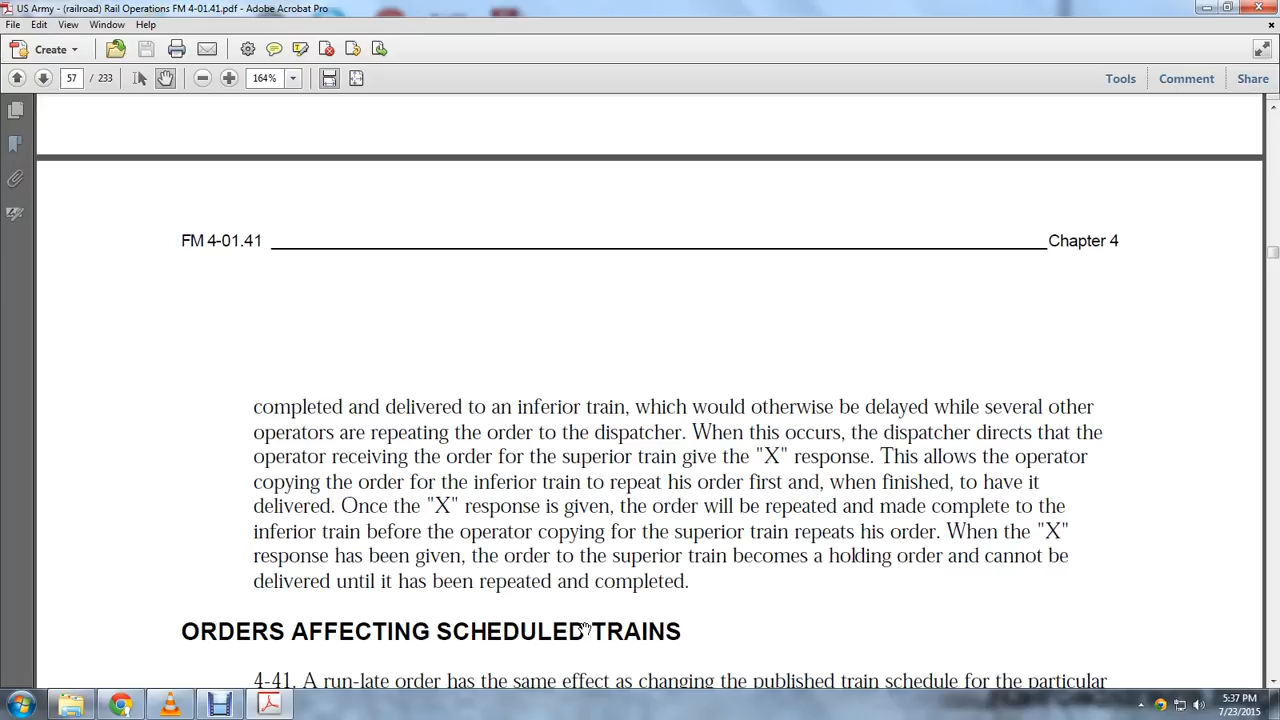 US Army - (railroad) Rail Operations FM 4-01.41.pdf - Adobe Acrobat Pro
File Edit View Window Help
Create
57 / 233 164% Tools Comment Share
FM 4-01.41 Chapter 4
completed and delivered to an inferior train, which would otherwise be delayed while several other
operators are repeating the order to the dispatcher. When this occurs, the dispatcher directs that the
operator receiving the order for the superior train give the "X" response. This allows the operator
copying the order for the inferior train to repeat his order first and, when finished, to have it
delivered. Once the "X" response is given, the order will be repeated and made complete to the
inferior train before the operator copying for the superior train repeats his order. When the "X"
response has been given, the order to the superior train becomes a holding order and cannot be
delivered until it has been repeated and completed.
ORDERS AFFECTING SCHEDULED TRAINS
4-41. A run-late order has the same effect as changing the published train schedule for the particular
5:37 PM
7/23/2015